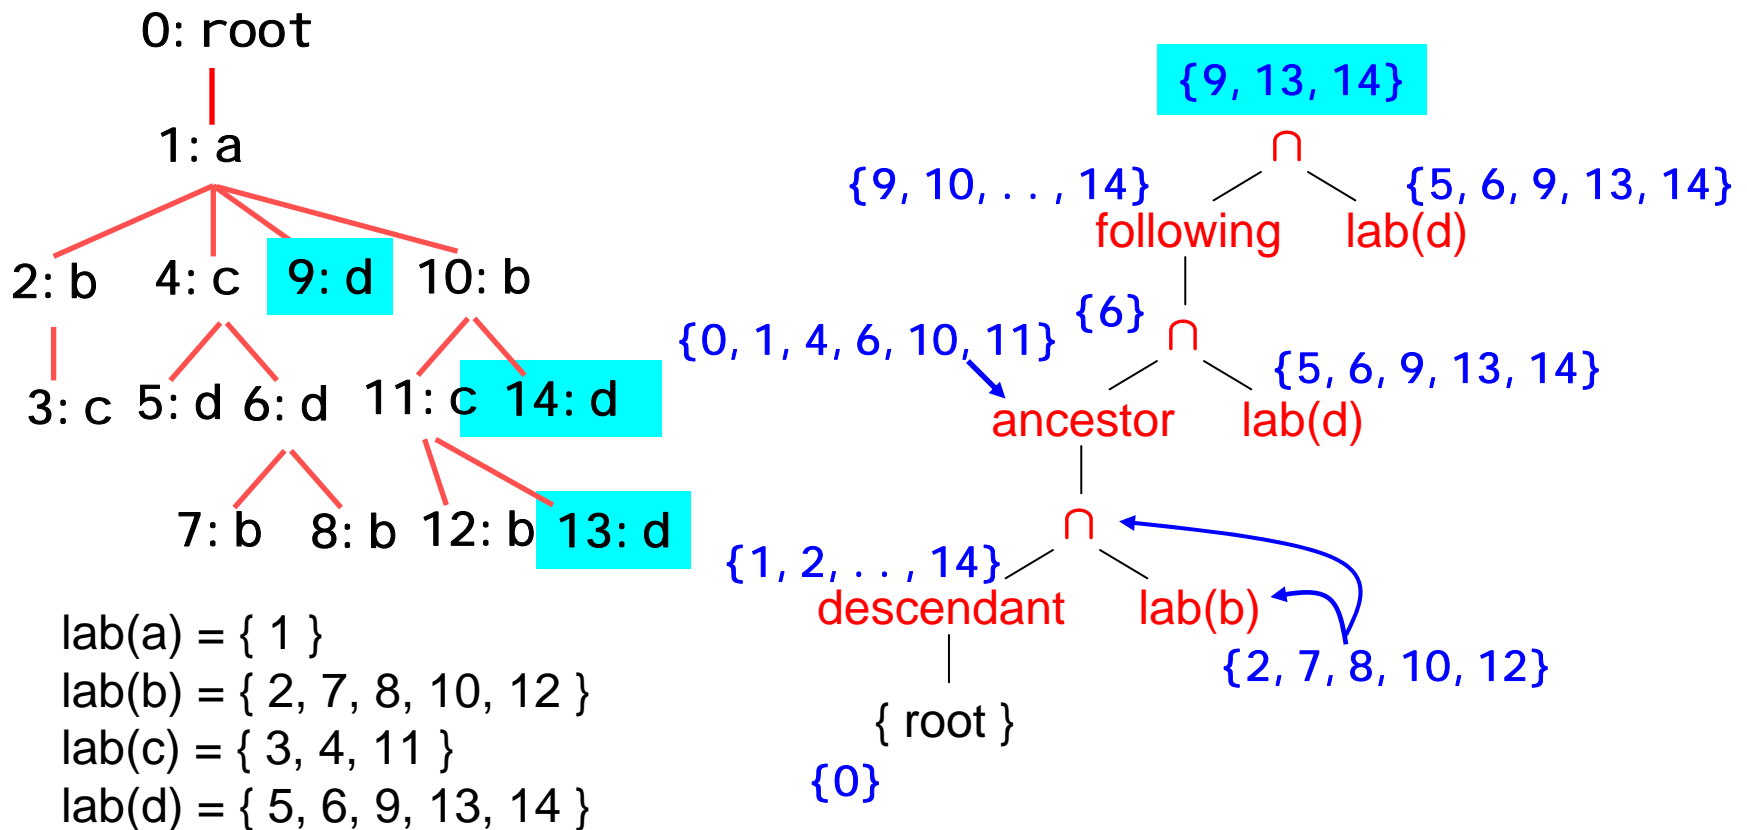 0: root
1: a
2: b 4: c 9: d 10: b
3: c 5: d 6: d 11: c 14: d
7: b 8: b 12: b 13: d
lab(a) = { 1 }
lab(b) = { 2, 7, 8, 10, 12 }
lab(c) = { 3, 4, 11 }
lab(d) = { 5, 6, 9, 13, 14 }
{9, 13, 14}
∩
{9, 10, . . , 14} {5, 6, 9, 13, 14}
following lab(d)
{6}
∩
{0, 1, 4, 6, 10, 11} {5, 6, 9, 13, 14}
ancestor lab(d)
∩
{1, 2, . . , 14}
descendant lab(b)
{2, 7, 8, 10, 12}
{ root }
{0}